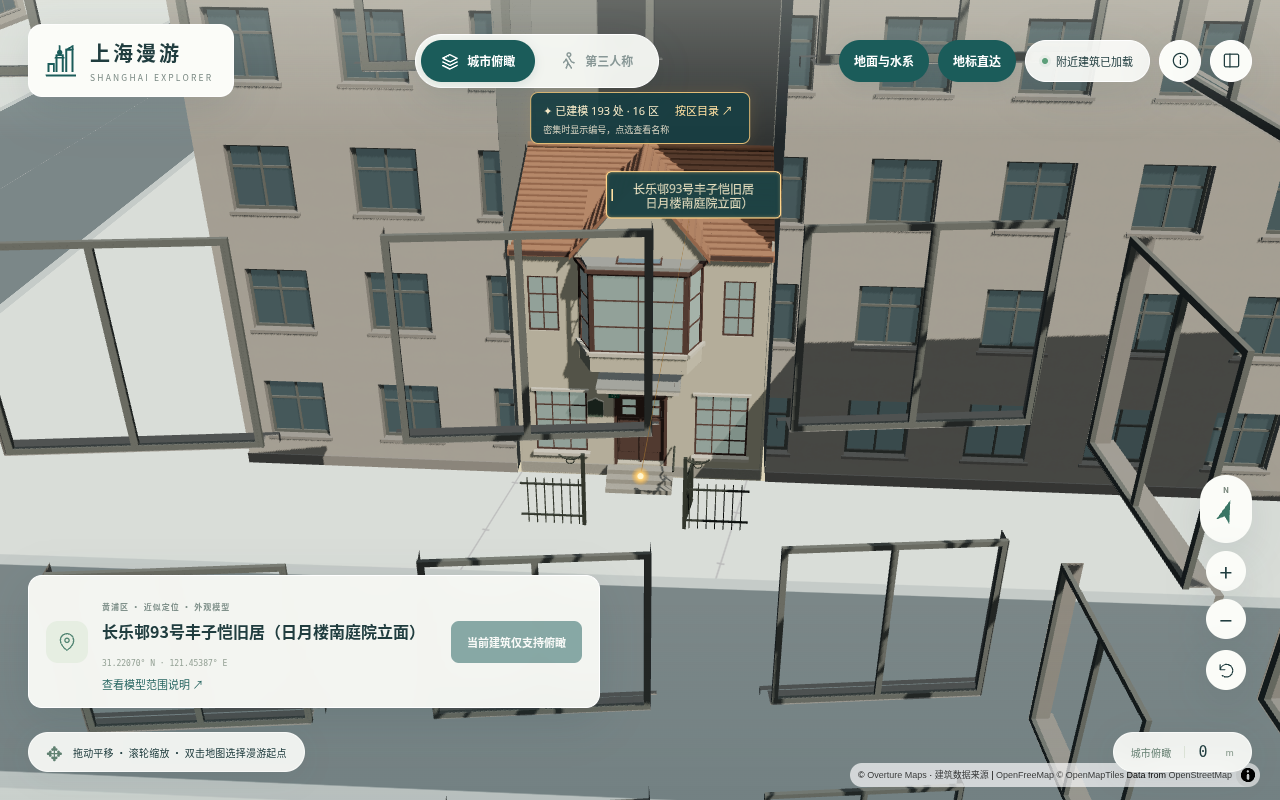 上海漫游
SHANGHAI EXPLORER
城市俯瞰
第三人称
地面与水系
地标直达
附近建筑已加载
✦ 已建模 193 处 · 16 区 按区目录 ↗
密集时显示编号，点选查看名称
长乐邨93号丰子恺旧居
日月楼南庭院立面）
N
黄浦区 · 近似定位 · 外观模型
长乐邨93号丰子恺旧居（日月楼南庭院立面）
当前建筑仅支持俯瞰
31.22070° N · 121.45387° E
查看模型范围说明 ↗
拖动平移 · 滚轮缩放 · 双击地图选择漫游起点
城市俯瞰 0 m
© Overture Maps · 建筑数据来源 | OpenFreeMap © OpenMapTiles Data from OpenStreetMap